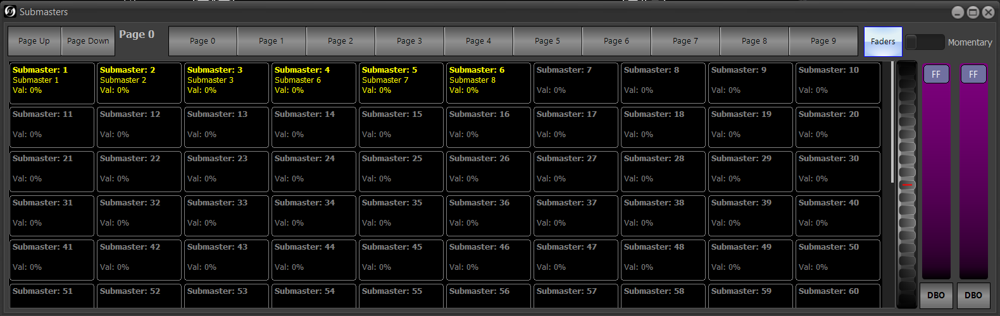 Submasters
Page Up Page Down Page 0 Page 0 Page 1 Page 2 Page 3 Page 4 Page 5 Page 6 Page 7 Page 8 Page 9 Faders Momentary
Submaster: 1 Submaster: 2 Submaster: 3 Submaster: 4 Submaster: 5 Submaster: 6 Submaster: 7 Submaster: 8 Submaster: 9 Submaster: 10
Submaster 1 Submaster 2 Submaster 3 Submaster 6 Submaster 7 Submaster 8 FF FF
Val: 0% Val: 0% Val: 0% Val: 0% Val: 0% Val: 0% Val: 0% Val: 0% Val: 0% Val: 0%
Submaster: 11 Submaster: 12 Submaster: 13 Submaster: 14 Submaster: 15 Submaster: 16 Submaster: 17 Submaster: 18 Submaster: 19 Submaster: 20
Val: 0% Val: 0% Val: 0% Val: 0% Val: 0% Val: 0% Val: 0% Val: 0% Val: 0% Val: 0%
Submaster: 21 Submaster: 22 Submaster: 23 Submaster: 24 Submaster: 25 Submaster: 26 Submaster: 27 Submaster: 28 Submaster: 29 Submaster: 30
Val: 0% Val: 0% Val: 0% Val: 0% Val: 0% Val: 0% Val: 0% Val: 0% Val: 0% Val: 0%
Submaster: 31 Submaster: 32 Submaster: 33 Submaster: 34 Submaster: 35 Submaster: 36 Submaster: 37 Submaster: 38 Submaster: 39 Submaster: 40
Val: 0% Val: 0% Val: 0% Val: 0% Val: 0% Val: 0% Val: 0% Val: 0% Val: 0% Val: 0%
Submaster: 41 Submaster: 42 Submaster: 43 Submaster: 44 Submaster: 45 Submaster: 46 Submaster: 47 Submaster: 48 Submaster: 49 Submaster: 50
Val: 0% Val: 0% Val: 0% Val: 0% Val: 0% Val: 0% Val: 0% Val: 0% Val: 0% Val: 0%
Submaster: 51 Submaster: 52 Submaster: 53 Submaster: 54 Submaster: 55 Submaster: 56 Submaster: 57 Submaster: 58 Submaster: 59 Submaster: 60
DBO DBO